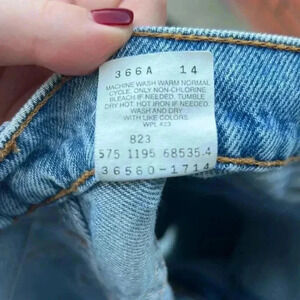 366A 14
MACHINE WASH WARM NORMAL
CYCLE. ONLY NON-CHLORINE
BLEACH IF NEEDED. TUMBLE
DRY HOT. HOT IRON IF NEEDED.
WASH AND DRY
WITH LIKE COLORS.
WPL 423
823
575 1195 68535.4
36560-1714